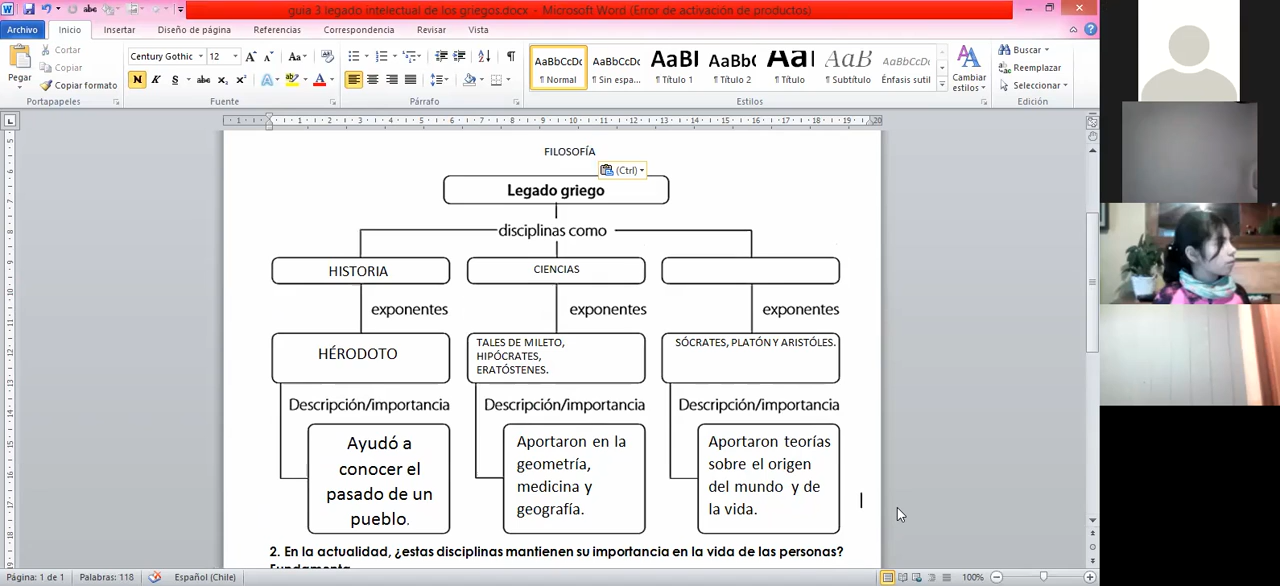 guia 3 legado intelectual de los griegos.docx - Microsoft Word (Error de activación de productos)
Archivo Inicio Insertar Diseño de página Referencias Correspondencia Revisar Vista
Pegar
Cortar
Copiar
Copiar formato
Portapapeles
Century Gothic 12
Fuente
Párrafo
AaBbCcDc AaBbCcDc AaBl AaBbC AaI AaB AaBbCcDc
¶ Normal ¶ Sin espa... ¶ Título 1 ¶ Título 2 ¶ Título ¶ Subtítulo Énfasis sutil
Cambiar estilos
Estilos
Buscar
Reemplazar
Seleccionar
Edición
FILOSOFÍA
(Ctrl)
Legado griego
disciplinas como
HISTORIA CIENCIAS
exponentes exponentes exponentes
HÉRODOTO
TALES DE MILETO,
HIPÓCRATES,
ERATÓSTENES.
SÓCRATES, PLATÓN Y ARISTÓLES.
Descripción/importancia Descripción/importancia Descripción/importancia
Ayudó a
conocer el
pasado de un
pueblo.
Aportaron en la
geometría,
medicina y
geografía.
Aportaron teorías
sobre el origen
del mundo y de
la vida.
2. En la actualidad, ¿estas disciplinas mantienen su importancia en la vida de las personas?
Fundamenta
Página: 1 de 1 Palabras: 118 Español (Chile) 100%